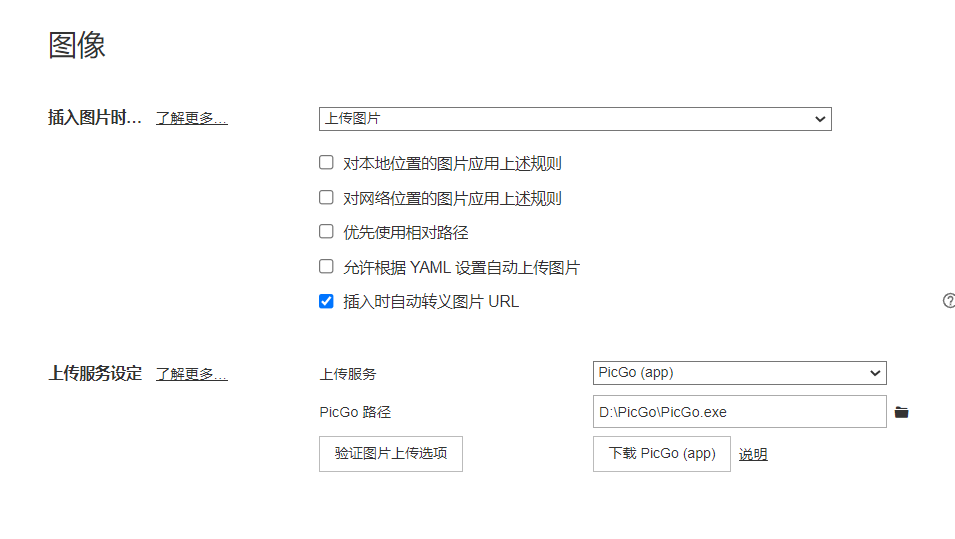 图像
插入图片时... 了解更多... 上传图片
对本地位置的图片应用上述规则
对网络位置的图片应用上述规则
优先使用相对路径
允许根据 YAML 设置自动上传图片
插入时自动转义图片 URL
上传服务设定 了解更多... 上传服务 PicGo (app)
PicGo 路径 D:\PicGo\PicGo.exe
验证图片上传选项 下载 PicGo (app) 说明